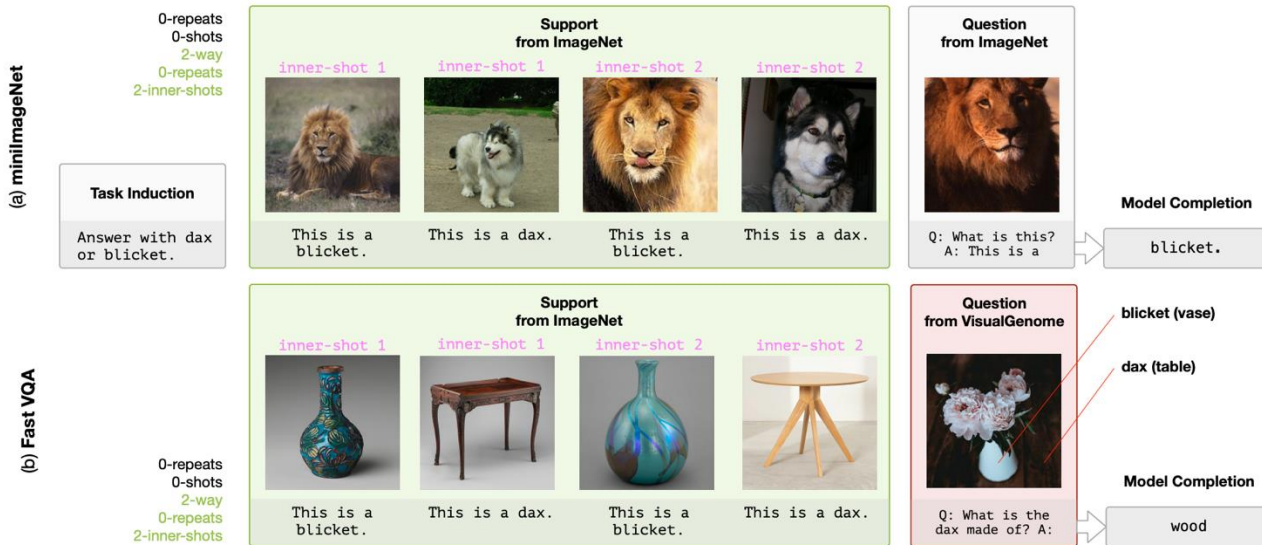 (a) miniImageNet
0-repeats
0-shots
2-way
0-repeats
2-inner-shots
Task Induction
Answer with dax
or blicket.
Support
from ImageNet
inner-shot 1
inner-shot 1
inner-shot 2
inner-shot 2
This is a
blicket.
This is a dax.
This is a
blicket.
This is a dax.
Question
from ImageNet
Q: What is this?
A: This is a
Model Completion
blicket.
(b) Fast VQA
0-repeats
0-shots
2-way
0-repeats
2-inner-shots
Support
from ImageNet
inner-shot 1
inner-shot 1
inner-shot 2
inner-shot 2
This is a
blicket.
This is a dax.
This is a
blicket.
This is a dax.
Question
from VisualGenome
blicket (vase)
dax (table)
Q: What is the
dax made of? A:
Model Completion
wood